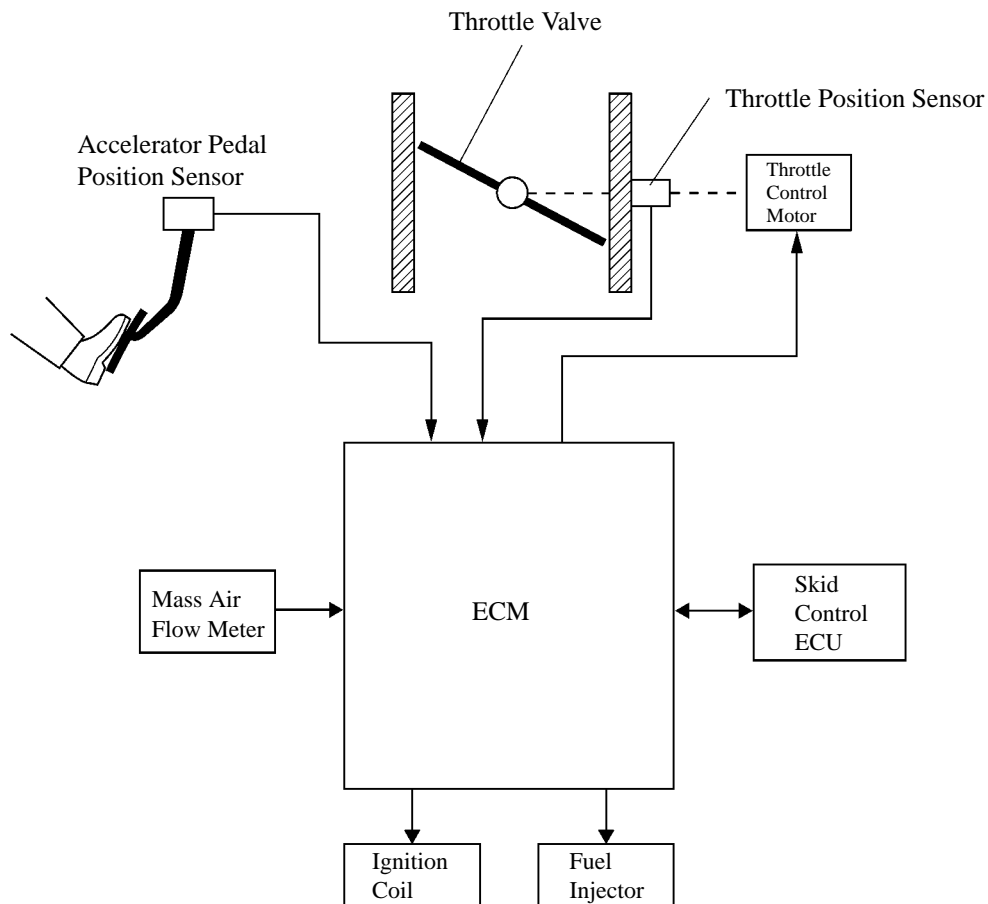 Throttle Valve
Throttle Position Sensor
Accelerator Pedal
Position Sensor
Throttle
Control
Motor
Mass Air
Flow Meter
ECM
Skid
Control
ECU
Ignition
Coil
Fuel
Injector